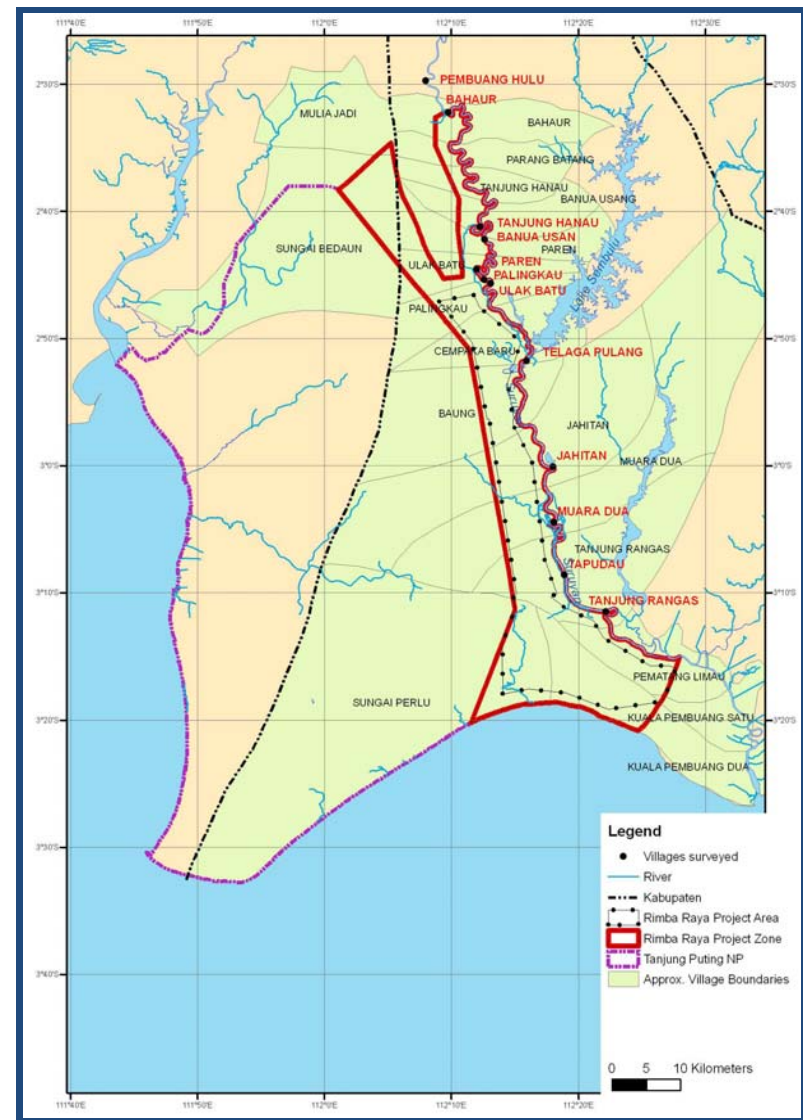 111°40'E 111°50'E 112°0'E 112°10'E 112°20'E 112°30'E
2°30'S
PEMBUANG HULU
BAHAUR
MULIA JADI
BAHAUR
PARANG BATANG
TANJUNG HANAU
BANUA USANG
2°40'S
TANJUNG HANAU
BANUA USAN
SUNGAI BEDAUN
PAREN
PAREN
ULAK BATU
PALINGKAU
ULAK BATU
Lake Sembulu
PALINGKAU
2°50'S
CEMPAKA BARU
TELAGA PULANG
BAUNG
JAHITAN
JAHITAN
MUARA DUA
3°0'S
MUARA DUA
TANJUNG RANGAS
TAPUDAU
Seruyan
3°10'S
TANJUNG RANGAS
PEMATANG LIMAU
SUNGAI PERLU
3°20'S
KUALA PEMBUANG SATU
KUALA PEMBUANG DUA
3°30'S
3°40'S
Legend
Villages surveyed
River
Kabupaten
Rimba Raya Project Area
Rimba Raya Project Zone
Tanjung Puting NP
Approx. Village Boundaries
0 5 10 Kilometers
111°40'E 111°50'E 112°0'E 112°10'E 112°20'E 112°30'E